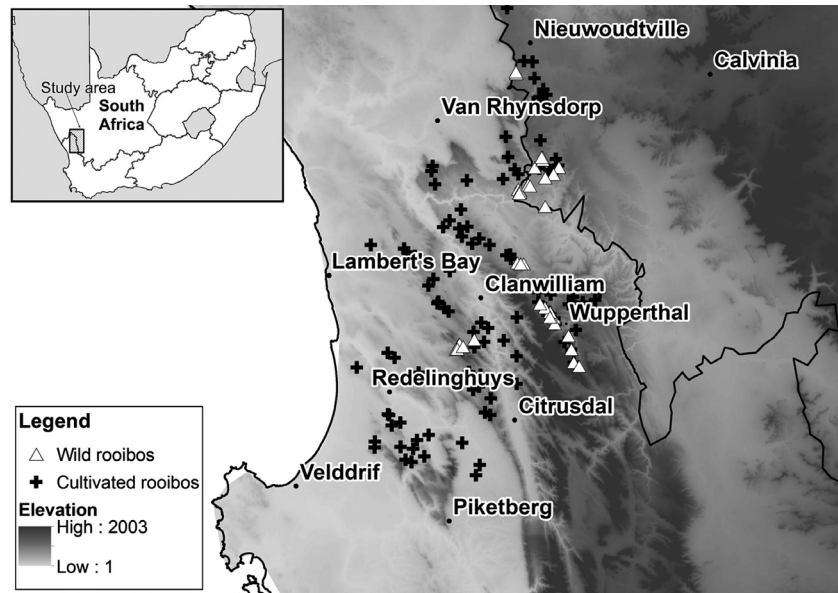 Study area
South
Africa
Nieuwoudtville
Calvinia
Van Rhynsdorp
Lambert's Bay
Clanwilliam
Wupperthal
Redelinghuys
Citrusdal
Velddrif
Piketberg
Legend
Wild rooibos
Cultivated rooibos
Elevation
High : 2003
Low : 1